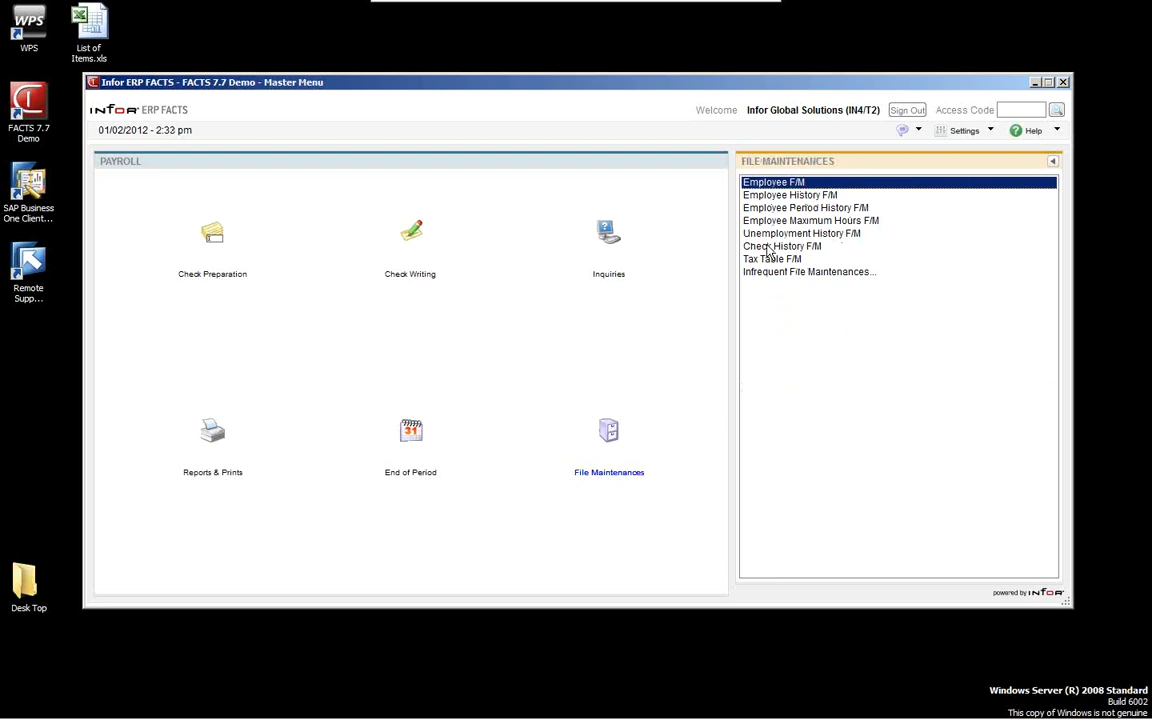 WPS
WPS
List of
Items.xls
FACTS 7.7
Demo
SAP Business
One Client...
Remote
Supp...
Desk Top
Infor ERP FACTS - FACTS 7.7 Demo - Master Menu
INFOR ERP FACTS
Welcome Infor Global Solutions (IN4/T2) Sign Out Access Code
01/02/2012 - 2:33 pm
Settings Help
PAYROLL
Check Preparation
Check Writing
Inquiries
Reports & Prints
31
End of Period
File Maintenances
FILE MAINTENANCES
Employee F/M
Employee History F/M
Employee Period History F/M
Employee Maximum Hours F/M
Unemployment History F/M
Check History F/M
Tax Table F/M
Infrequent File Maintenances...
powered by INFOR
Windows Server (R) 2008 Standard
Build 6002
This copy of Windows is not genuine